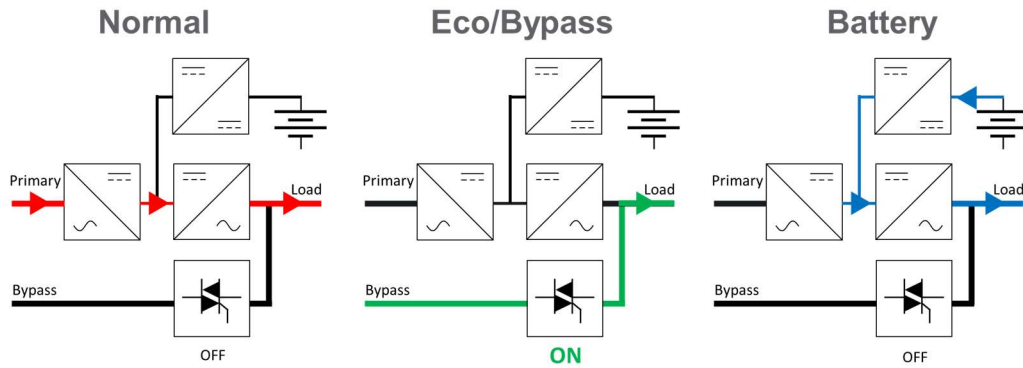 Normal
Eco/Bypass
Battery
Primary
Load
Primary
Load
Primary
Load
Bypass
Bypass
Bypass
OFF
ON
OFF